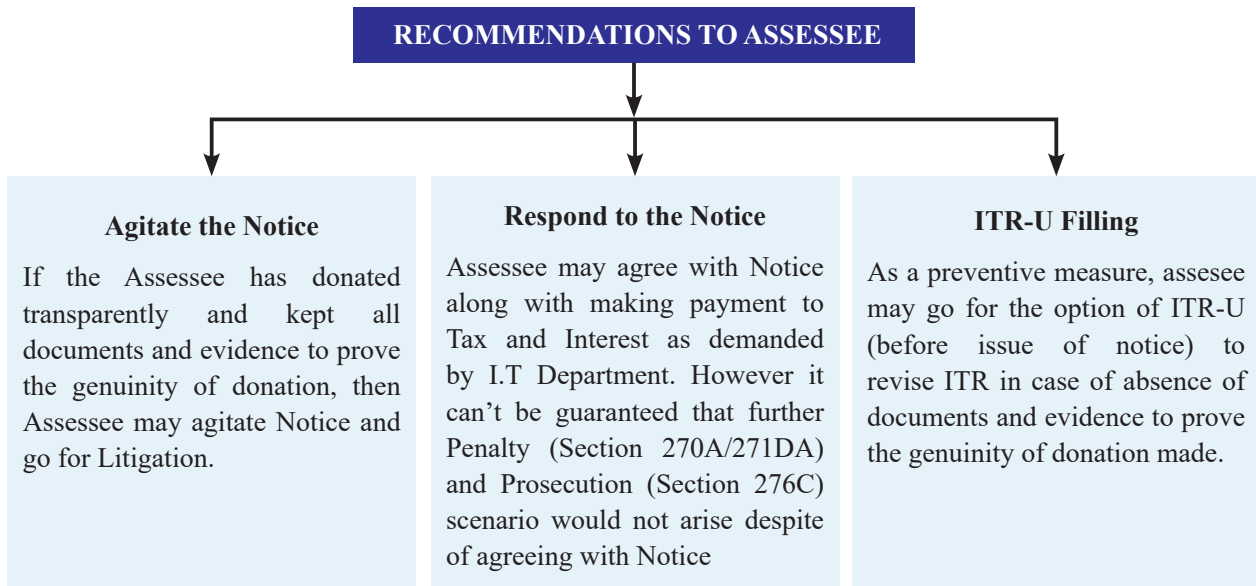 RECOMMENDATIONS TO ASSESSEE
Agitate the Notice
If the Assessee has donated
transparently and kept all
documents and evidence to prove
the genuinity of donation, then
Assessee may agitate Notice and
go for Litigation.
Respond to the Notice
Assessee may agree with Notice
along with making payment to
Tax and Interest as demanded
by I.T Department. However it
can’t be guaranteed that further
Penalty (Section 270A/271DA)
and Prosecution (Section 276C)
scenario would not arise despite
of agreeing with Notice
ITR-U Filling
As a preventive measure, assesee
may go for the option of ITR-U
(before issue of notice) to
revise ITR in case of absence of
documents and evidence to prove
the genuinity of donation made.